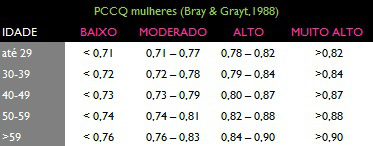 PCCQ mulheres (Bray & Grayt,1988)
IDADE BAIXO MODERADO ALTO MUITO ALTO
até 29 < 0,71 0,71 – 0,77 0,78 – 0,82 >0,82
30-39 < 0,72 0,72 – 0,78 0,79 – 0,84 >0,84
40-49 < 0,73 0,73 – 0,79 0,80 – 0,87 >0,87
50-59 < 0,74 0,74 – 0,81 0,82 – 0,88 >0,88
>59 < 0,76 0,76 – 0,83 0,84 – 0,90 >0,90